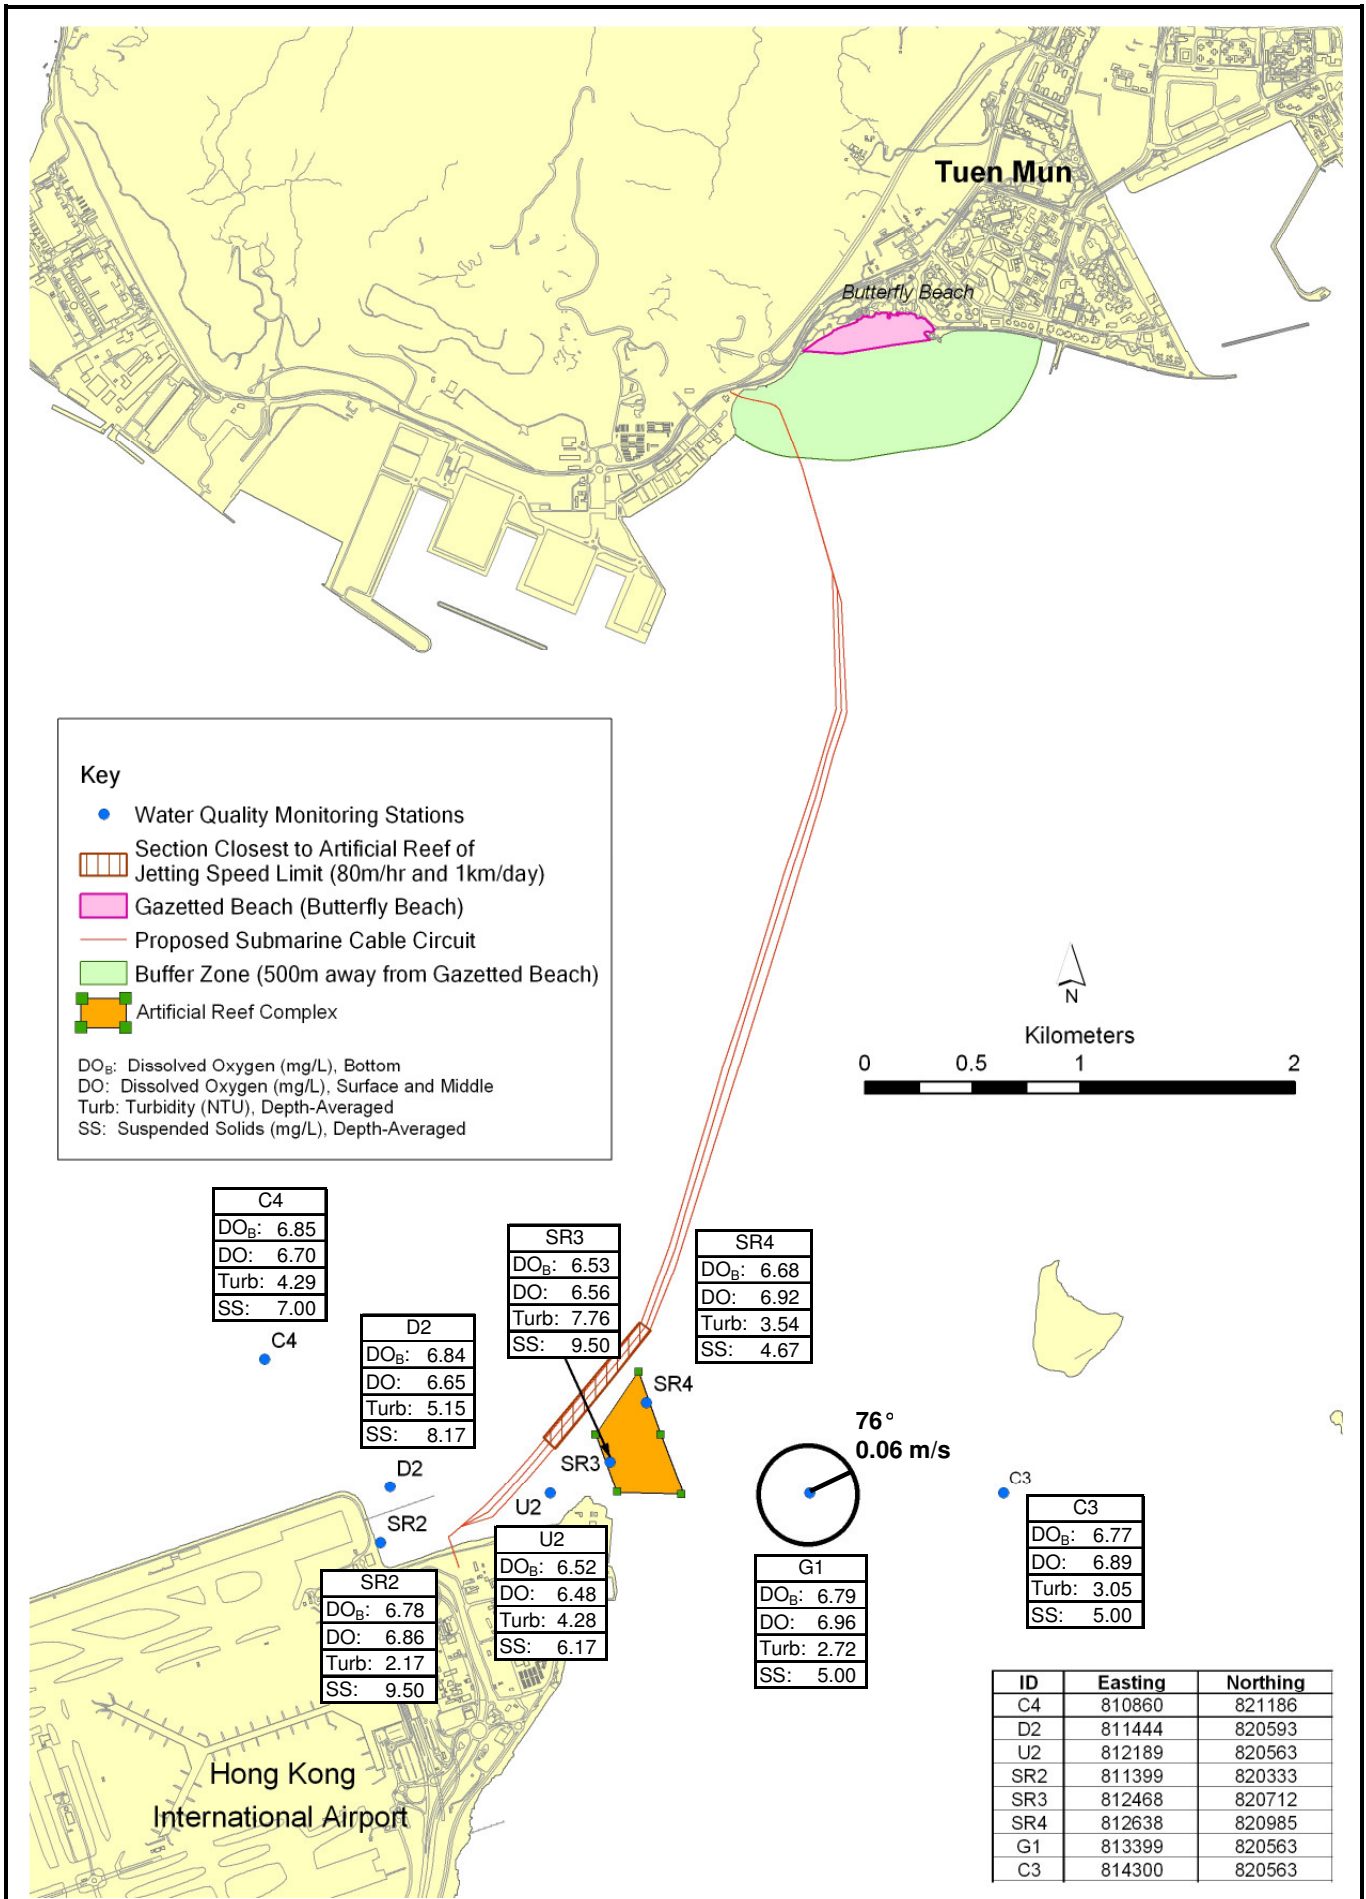 Tuen Mun
Butterfly Beach
Key
Water Quality Monitoring Stations
Section Closest to Artificial Reef of
Jetting Speed Limit (80m/hr and 1km/day)
Gazetted Beach (Butterfly Beach)
Proposed Submarine Cable Circuit
Buffer Zone (500m away from Gazetted Beach)
Artificial Reef Complex
DOB: Dissolved Oxygen (mg/L), Bottom
DO: Dissolved Oxygen (mg/L), Surface and Middle
Turb: Turbidity (NTU), Depth-Averaged
SS: Suspended Solids (mg/L), Depth-Averaged
N
Kilometers
0 0.5 1 2
C4
DOB: 6.85
DO: 6.70
Turb: 4.29
SS: 7.00
C4
SR3
DOB: 6.53
DO: 6.56
Turb: 7.76
SS: 9.50
SR4
DOB: 6.68
DO: 6.92
Turb: 3.54
SS: 4.67
D2
DOB: 6.84
DO: 6.65
Turb: 5.15
SS: 8.17
SR4
76°
0.06 m/s
SR3
D2
U2
SR2
C3
C3
DOB: 6.77
DO: 6.89
Turb: 3.05
SS: 5.00
U2
DOB: 6.52
DO: 6.48
Turb: 4.28
SS: 6.17
G1
DOB: 6.79
DO: 6.96
Turb: 2.72
SS: 5.00
SR2
DOB: 6.78
DO: 6.86
Turb: 2.17
SS: 9.50
Hong Kong
International Airport
ID Easting Northing
C4 810860 821186
D2 811444 820593
U2 812189 820563
SR2 811399 820333
SR3 812468 820712
SR4 812638 820985
G1 813399 820563
C3 814300 820563